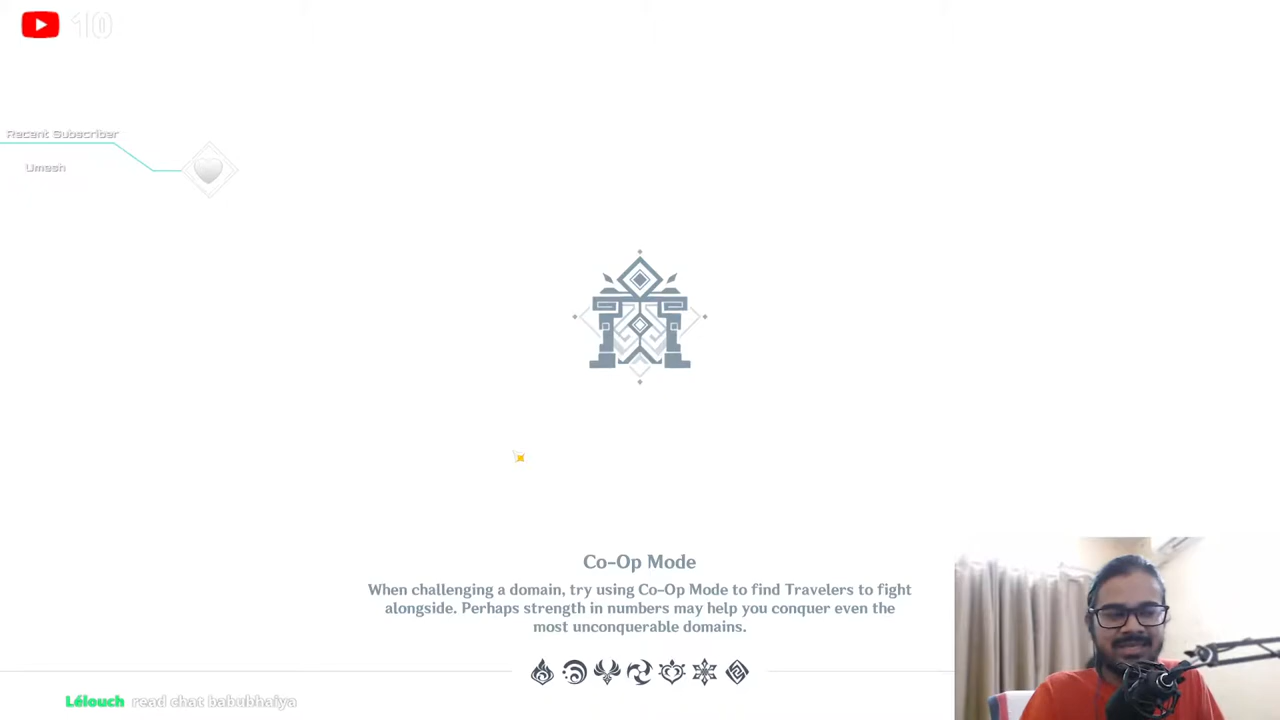 10
Recent Subscriber
Umesh
Co-Op Mode
When challenging a domain, try using Co-Op Mode to find Travelers to fight
alongside. Perhaps strength in numbers may help you conquer even the
most unconquerable domains.
Lélouch read chat babubhaiya